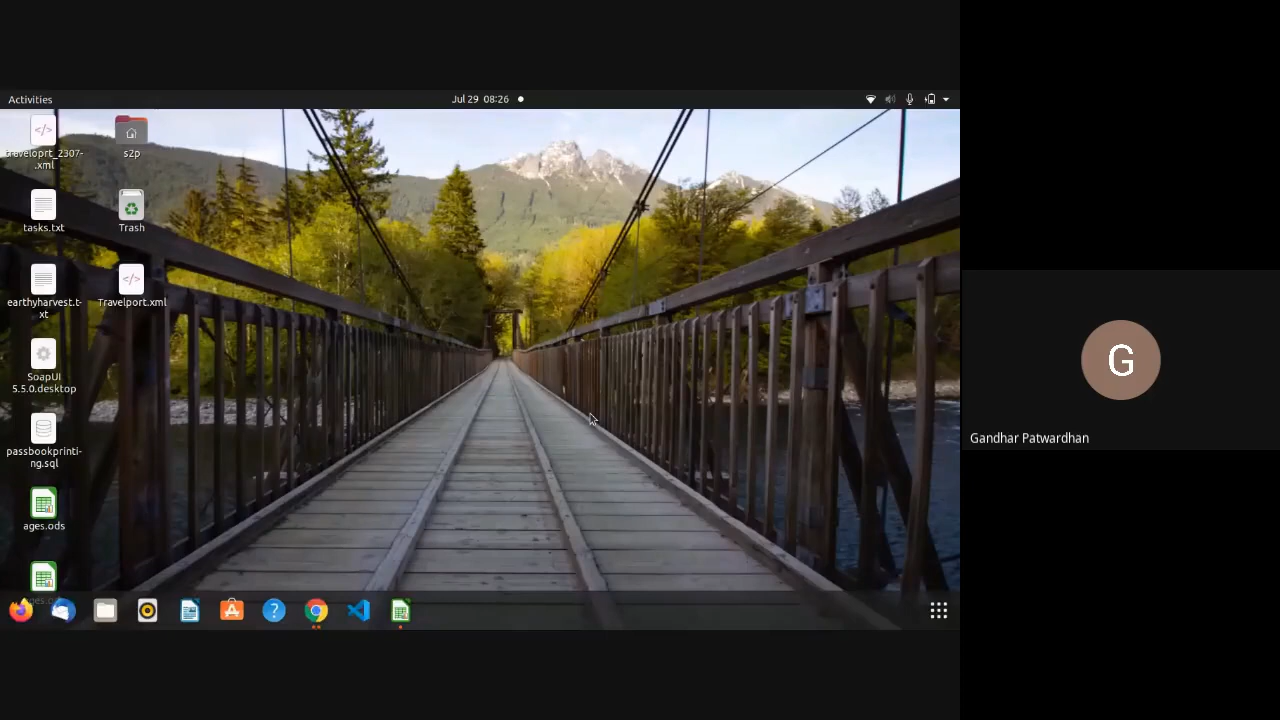 Activities
Jul 29 08:26
traveloprt_2307-
.xml
s2p
tasks.txt
Trash
earthyharvest.t-
xt
Travelport.xml
SoapUI
5.5.0.desktop
passbookprinti-
ng.sql
ages.ods
G
Gandhar Patwardhan